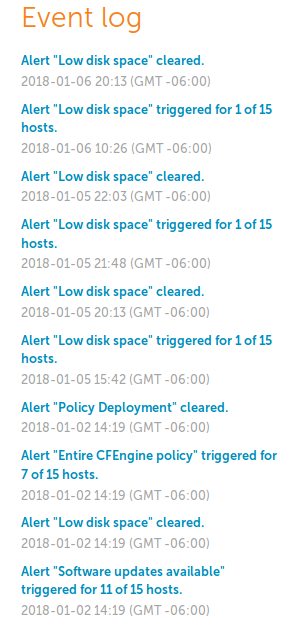 Event log
Alert "Low disk space" cleared.
2018-01-06 20:13 (GMT -06:00)
Alert "Low disk space" triggered for 1 of 15
hosts.
2018-01-06 10:26 (GMT -06:00)
Alert "Low disk space" cleared.
2018-01-05 22:03 (GMT -06:00)
Alert "Low disk space" triggered for 1 of 15
hosts.
2018-01-05 21:48 (GMT -06:00)
Alert "Low disk space" cleared.
2018-01-05 20:13 (GMT -06:00)
Alert "Low disk space" triggered for 1 of 15
hosts.
2018-01-05 15:42 (GMT -06:00)
Alert "Policy Deployment" cleared.
2018-01-02 14:19 (GMT -06:00)
Alert "Entire CFEngine policy" triggered for
7 of 15 hosts.
2018-01-02 14:19 (GMT -06:00)
Alert "Low disk space" cleared.
2018-01-02 14:19 (GMT -06:00)
Alert "Software updates available"
triggered for 11 of 15 hosts.
2018-01-02 14:19 (GMT -06:00)